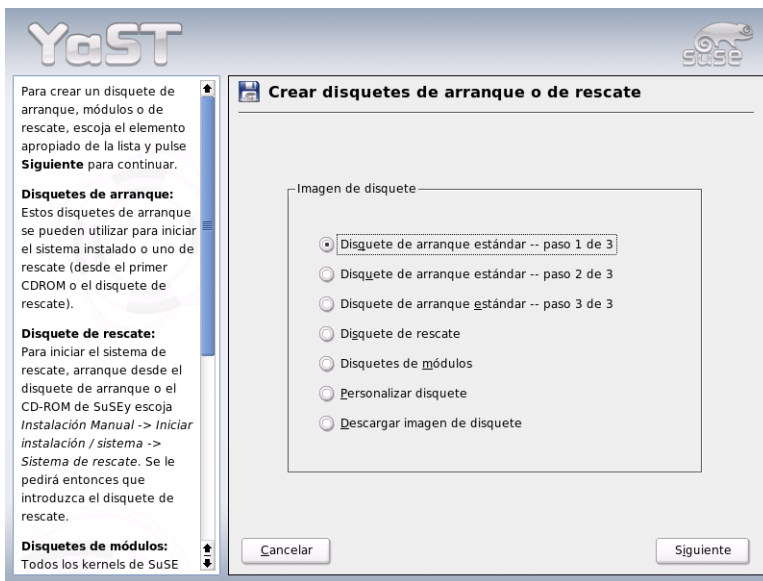 YaST
suse
Para crear un disquete de
arranque, módulos o de
rescate, escoja el elemento
apropiado de la lista y pulse
Siguiente para continuar.
Disquetes de arranque:
Estos disquetes de arranque
se pueden utilizar para iniciar
el sistema instalado o uno de
rescate (desde el primer
CDROM o el disquete de
rescate).
Disquete de rescate:
Para iniciar el sistema de
rescate, arranque desde el
disquete de arranque o el
CD-ROM de SuSEy escoja
Instalación Manual -> Iniciar
instalación / sistema ->
Sistema de rescate. Se le
pedirá entonces que
introduzca el disquete de
rescate.
Disquetes de módulos:
Todos los kernels de SuSE
Crear disquetes de arranque o de rescate
Imagen de disquete
Disquete de arranque estándar -- paso 1 de 3
Disquete de arranque estándar -- paso 2 de 3
Disquete de arranque estándar -- paso 3 de 3
Disquete de rescate
Disquetes de módulos
Personalizar disquete
Descargar imagen de disquete
Cancelar
Siguiente